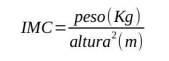 IMC = peso(Kg) / altura²(m)